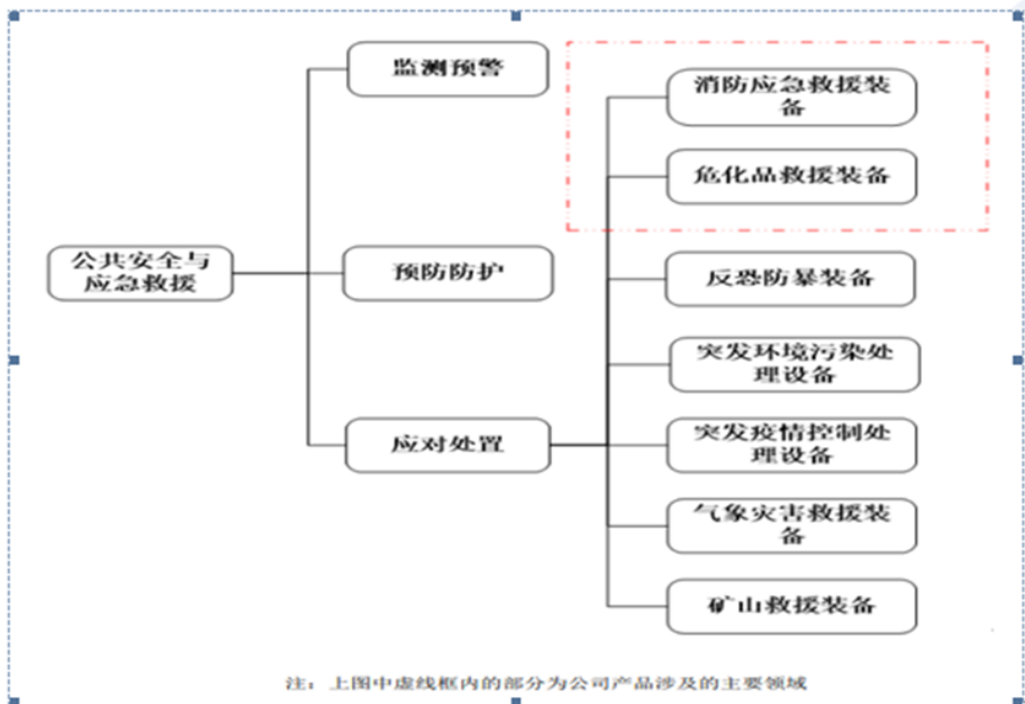 监测预警
消防应急救援装
备
危化品救援装备
公共安全与
应急救援
预防防护
反恐防暴装备
突发环境污染处
理设备
应对处置
突发疫情控制处
理设备
气象灾害救援装
备
矿山救援装备
注：上图中虚线框内的部分为公司产品涉及的主要领域